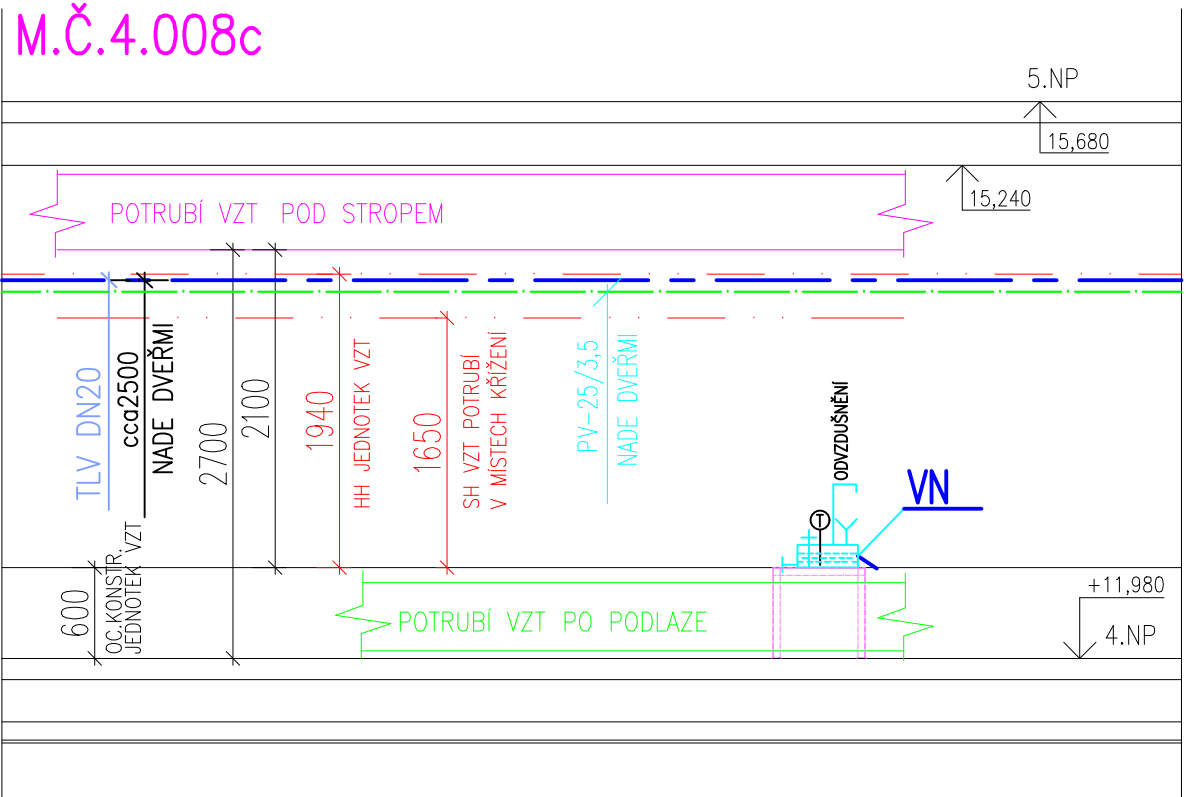 M.Č.4.008c
5.NP
15,680
15,240
POTRUBÍ VZT POD STROPEM
TLV DN20
cca2500
NADE DVEŘMI
2700
2100
1940
HH JEDNOTEK VZT
1650
SH VZT POTRUBÍ
V MÍSTECH KŘÍŽENÍ
PV-25/3,5
NADE DVEŘMI
ODVZDUŠNĚNÍ
VN
T
600
OC.KONSTR.
JEDNOTEK VZT
POTRUBÍ VZT PO PODLAZE
+11,980
4.NP